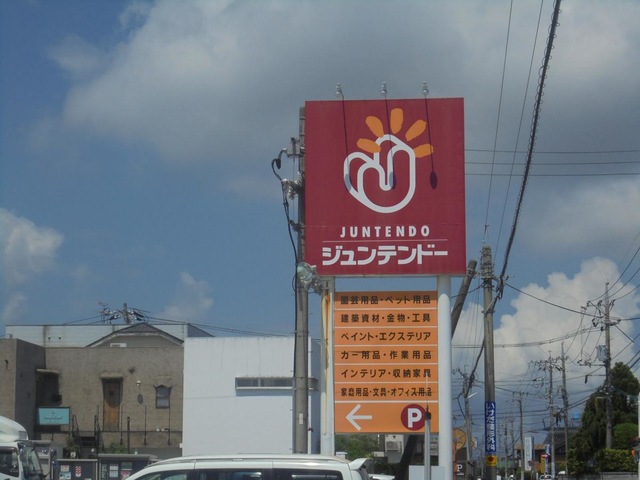 JUNTENDO
ジュンテンドー
園芸用品・ペット用品
建築資材・金物・工具
ペイント・エクステリア
カー用品・作業用品
インテリア・収納家具
家庭用品・文具・オフィス用品
P